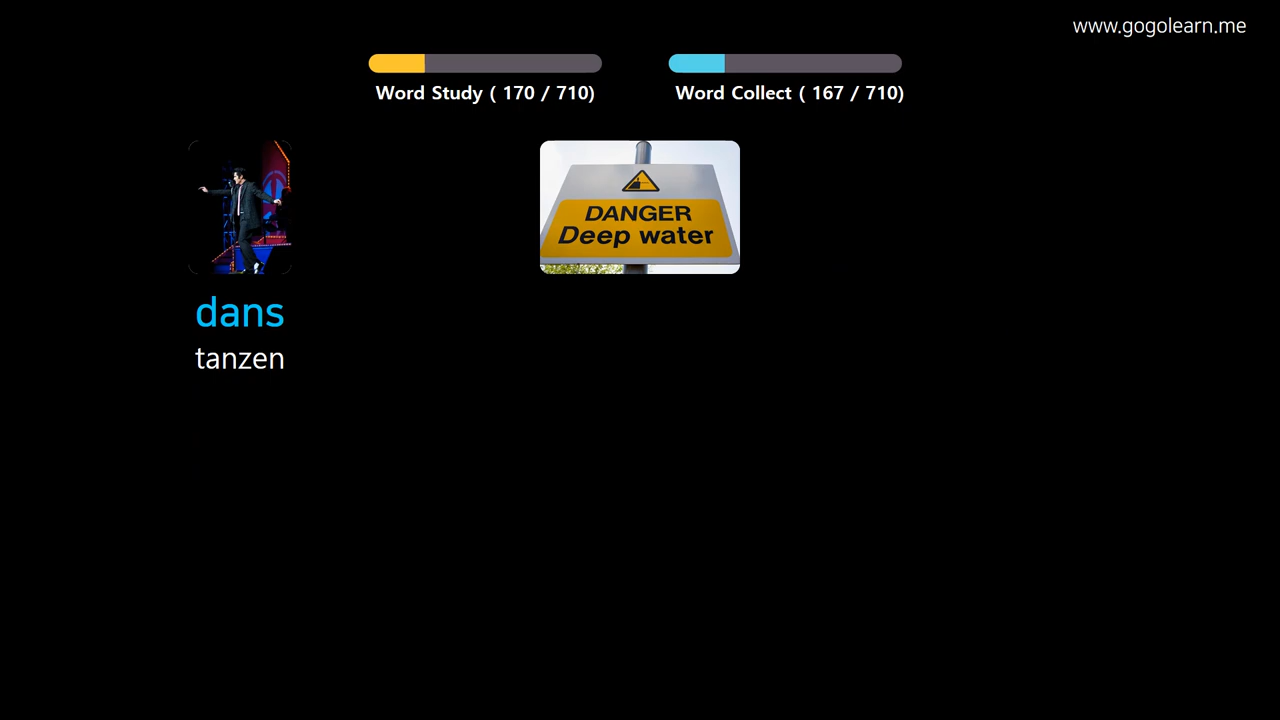 www.gogolearn.me
Word Study ( 170 / 710)
Word Collect ( 167 / 710)
DANGER
Deep water
dans
tanzen